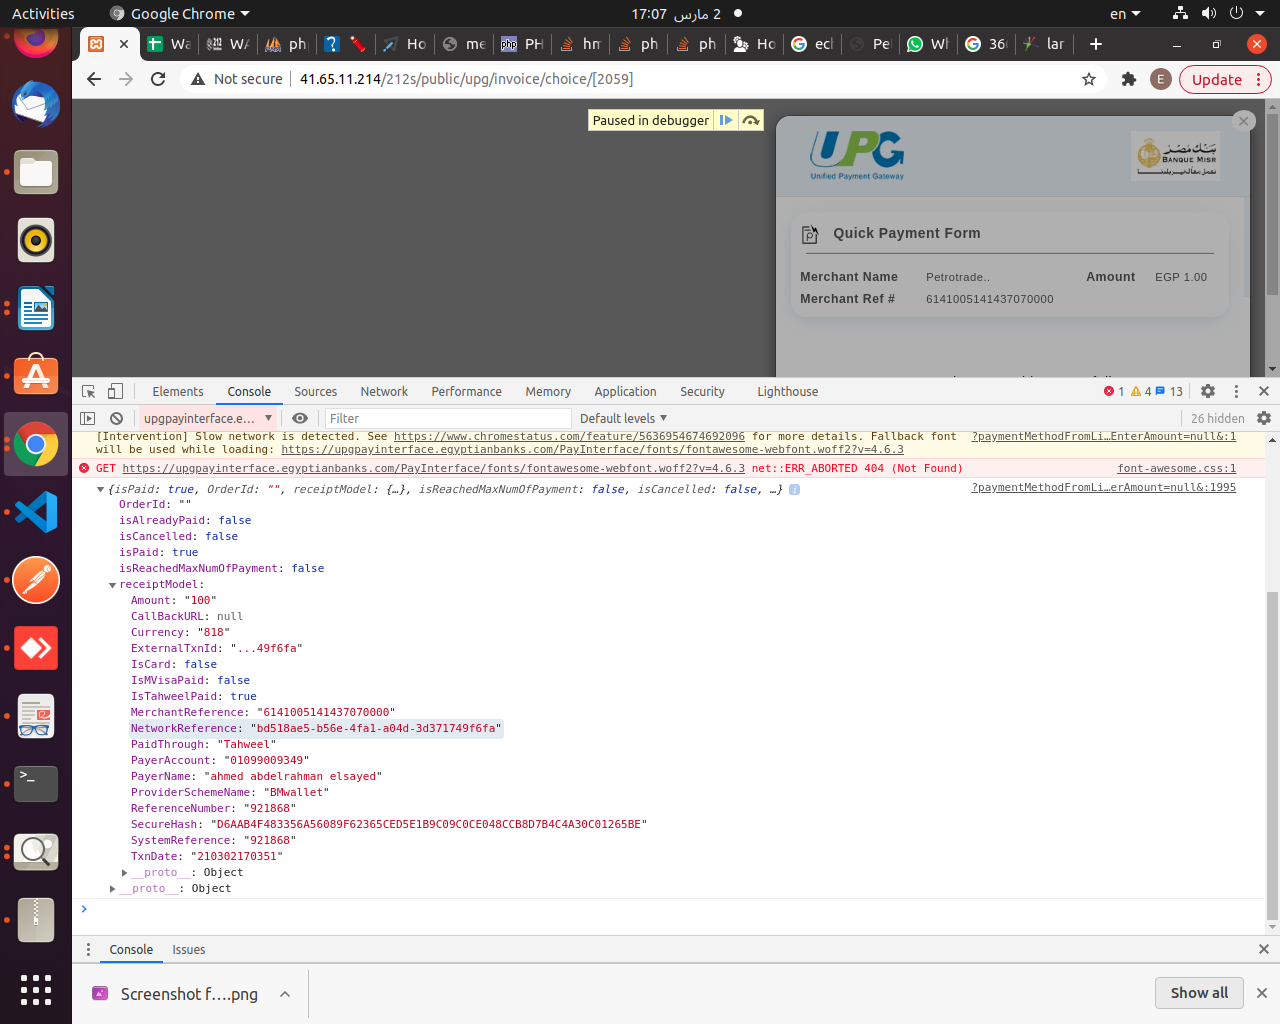 Activities
Google Chrome
17:07 مارس 2
en
Wa
WA
ph
Ho
me
PH
hm
ph
ph
Ho
ecl
Pe
Wh
36
lar
Not secure
41.65.11.214/212s/public/upg/invoice/choice/[2059]
E
Update
Paused in debugger
UPG
Unified Payment Gateway
بنك مصر
BANQUE MISR
Quick Payment Form
Merchant Name
Petrotrade..
Amount
EGP 1.00
Merchant Ref #
6141005141437070000
Elements
Console
Sources
Network
Performance
Memory
Application
Security
Lighthouse
1
4
13
upgpayinterface.e...
Filter
Default levels
26 hidden
[Intervention] Slow network is detected. See https://www.chromestatus.com/feature/5636954674692096 for more details. Fallback font
?paymentMethodFromLi…EnterAmount=null&:1
will be used while loading: https://upgpayinterface.egyptianbanks.com/PayInterface/fonts/fontawesome-webfont.woff2?v=4.6.3
GET https://upgpayinterface.egyptianbanks.com/PayInterface/fonts/fontawesome-webfont.woff2?v=4.6.3 net::ERR_ABORTED 404 (Not Found)
font-awesome.css:1
{isPaid: true, OrderId: "", receiptModel: {…}, isReachedMaxNumOfPayment: false, isCancelled: false, …}
?paymentMethodFromLi…erAmount=null&:1995
OrderId: ""
isAlreadyPaid: false
isCancelled: false
isPaid: true
isReachedMaxNumOfPayment: false
receiptModel:
Amount: "100"
CallBackURL: null
Currency: "818"
ExternalTxnId: "...49f6fa"
IsCard: false
IsMVisaPaid: false
IsTahweelPaid: true
MerchantReference: "6141005141437070000"
NetworkReference: "bd518ae5-b56e-4fa1-a04d-3d371749f6fa"
PaidThrough: "Tahweel"
PayerAccount: "01099009349"
PayerName: "ahmed abdelrahman elsayed"
ProviderSchemeName: "BMwallet"
ReferenceNumber: "921868"
SecureHash: "D6AAB4F483356A56089F62365CED5E1B9C09C0CE048CCB8D7B4C4A30C01265BE"
SystemReference: "921868"
TxnDate: "210302170351"
__proto__: Object
__proto__: Object
Console
Issues
Screenshot f....png
Show all